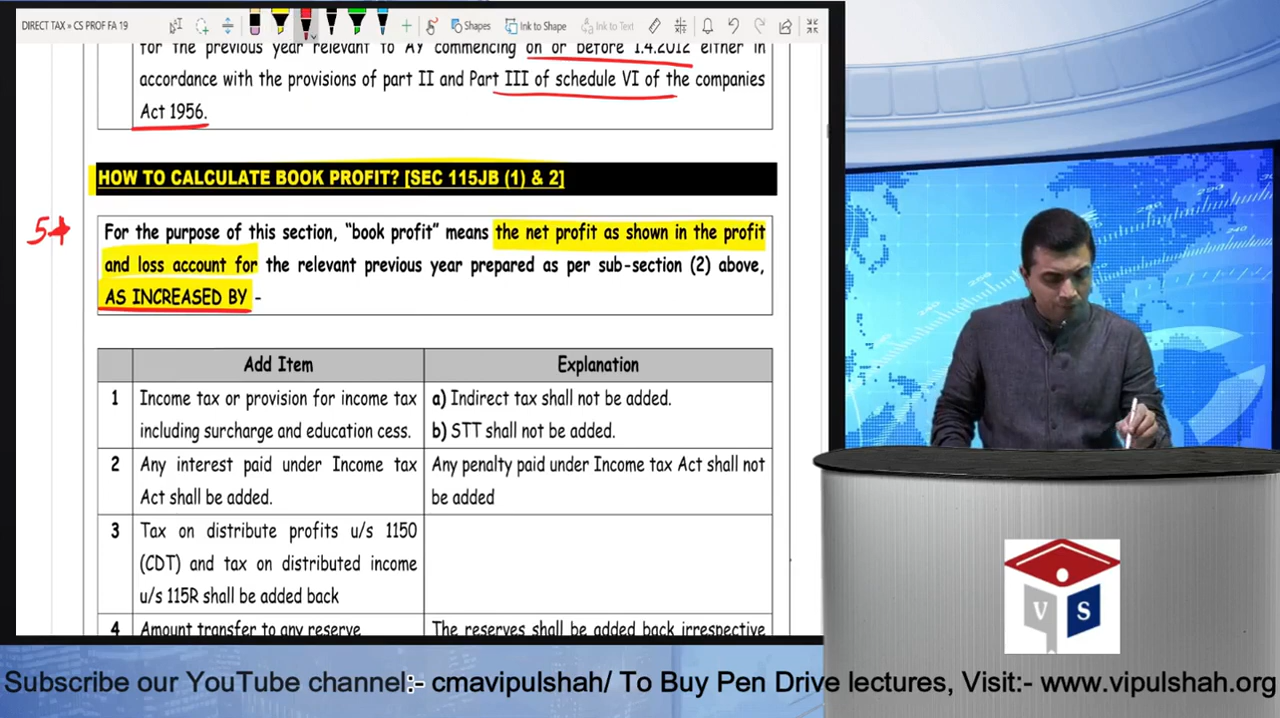 DIRECT TAX » CS PROF FA 19
Shapes
Ink to Shape
Ink to Text
for the previous year relevant to AY commencing on or before 1.4.2012 either in
accordance with the provisions of part II and Part III of schedule VI of the companies
Act 1956.
HOW TO CALCULATE BOOK PROFIT? [SEC 115JB (1) & 2]
5→
For the purpose of this section, “book profit” means the net profit as shown in the profit
and loss account for the relevant previous year prepared as per sub-section (2) above,
AS INCREASED BY -
Add Item Explanation
1 Income tax or provision for income tax a) Indirect tax shall not be added.
including surcharge and education cess. b) STT shall not be added.
2 Any interest paid under Income tax Any penalty paid under Income tax Act shall not
Act shall be added. be added
3 Tax on distribute profits u/s 1150
(CDT) and tax on distributed income
u/s 115R shall be added back
4 Amount transfer to any reserve The reserves shall be added back irrespective
V S
Subscribe our YouTube channel:- cmavipulshah/ To Buy Pen Drive lectures, Visit:- www.vipulshah.org